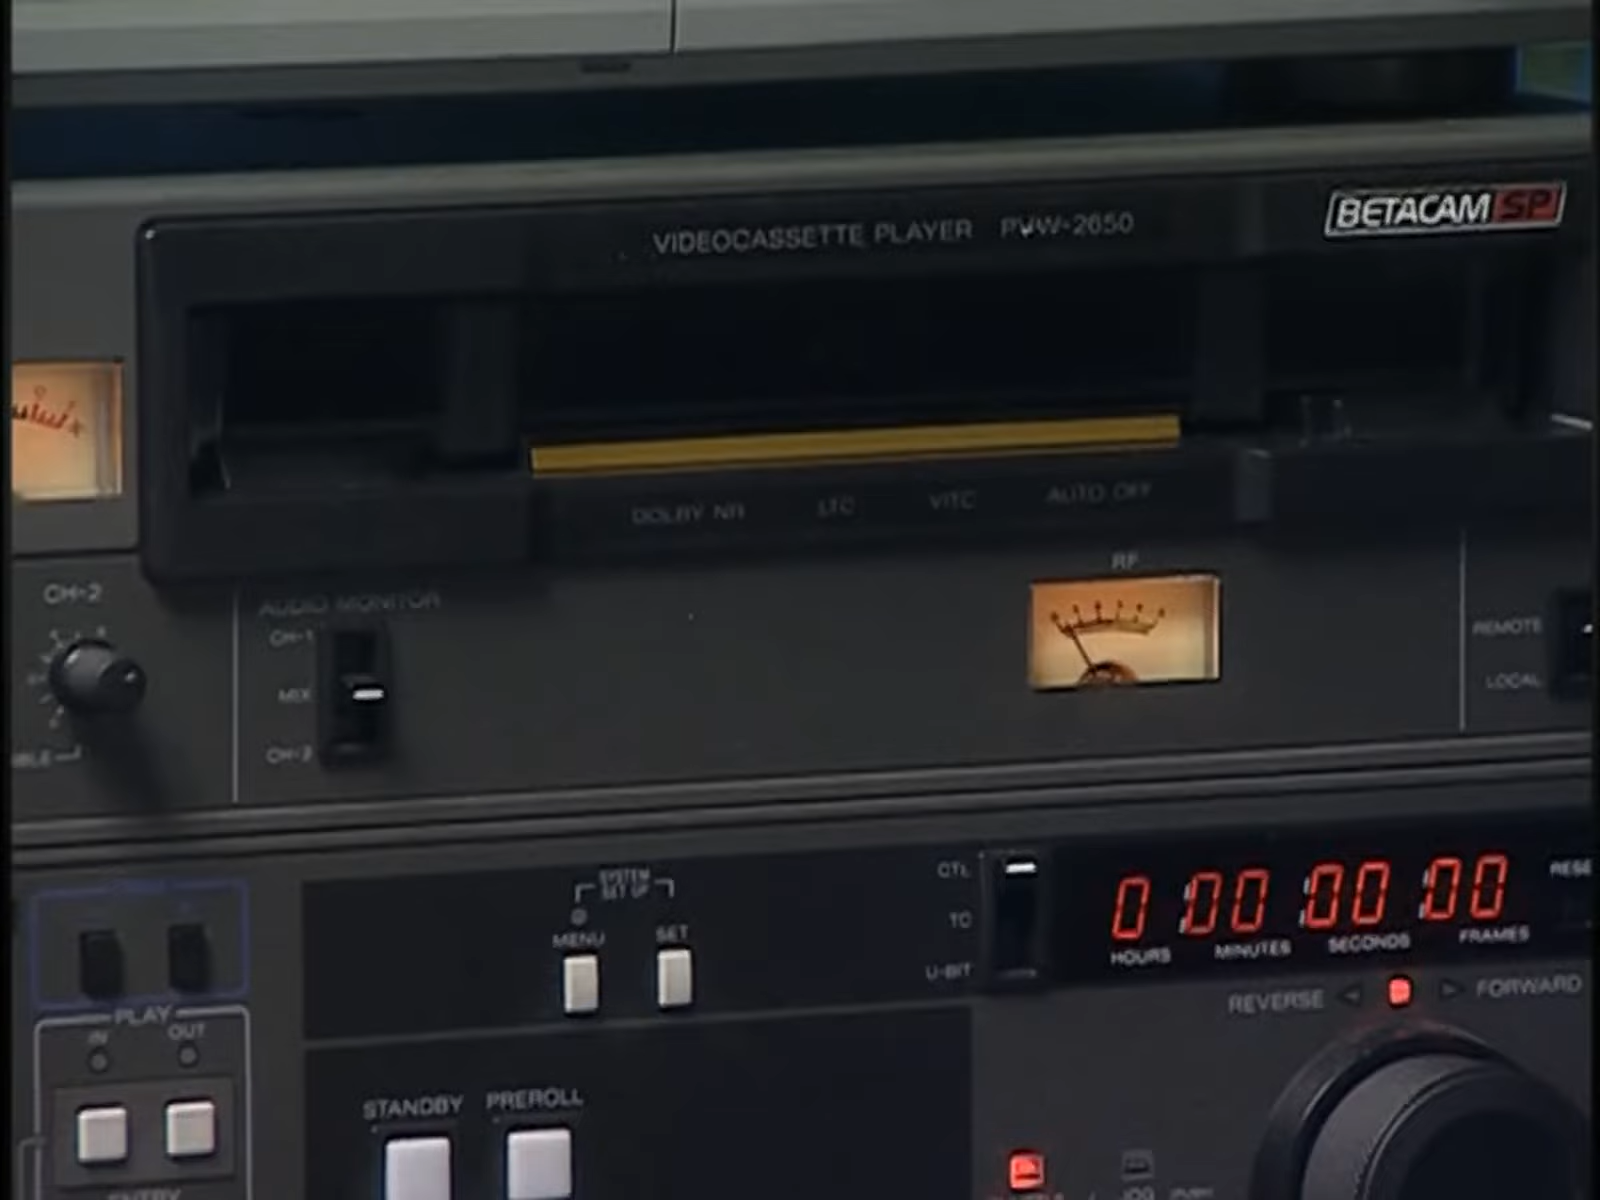 VIDEOCASSETTE PLAYER PVW-2650
BETACAM SP
DOLBY NR LTC VITC AUTO OFF
RF
CH-2
AUDIO MONITOR
CH-1
MIX
CH-2
REMOTE
LOCAL
SYSTEM
SET UP
MENU SET
CTL
TC
U-BIT
0 00 00 00
HOURS MINUTES SECONDS FRAMES
REVERSE FORWARD
PLAY
IN OUT
STANDBY PREROLL
ENTRY
JOG